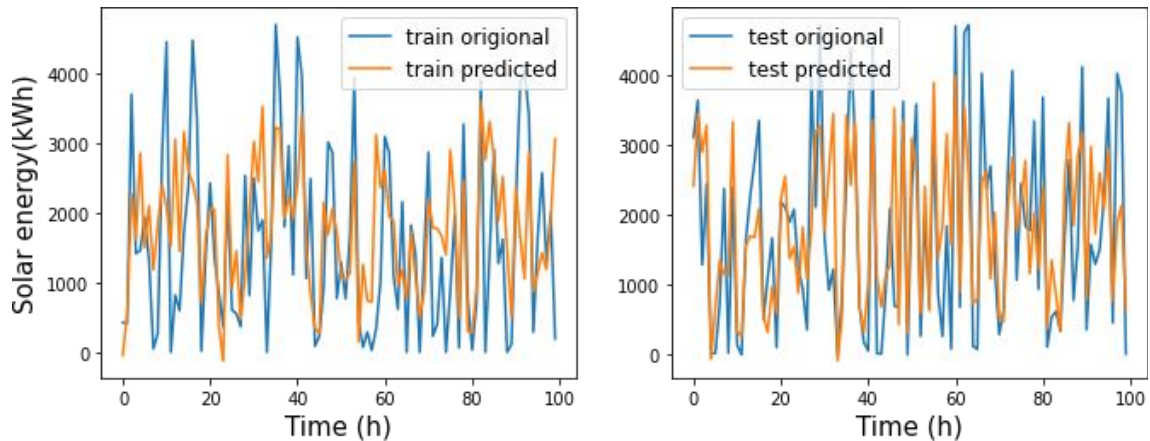 Solar energy(kWh)
4000
3000
2000
1000
0
train origional
train predicted
0 20 40 60 80 100
Time (h)
4000
3000
2000
1000
0
test origional
test predicted
0 20 40 60 80 100
Time (h)